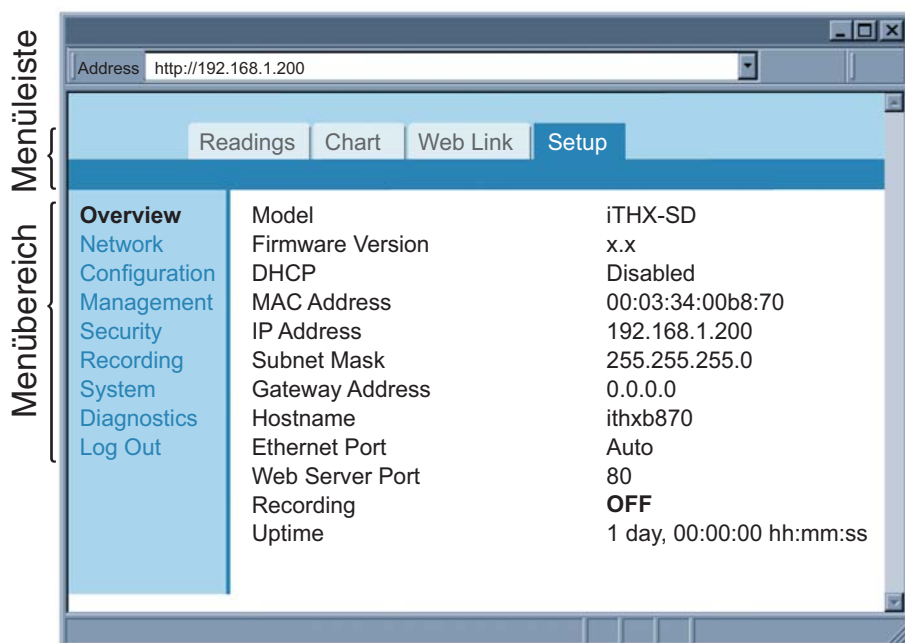 Menüleiste
Menübereich
Address http://192.168.1.200
Readings Chart Web Link Setup
Overview
Network
Configuration
Management
Security
Recording
System
Diagnostics
Log Out
Model iTHX-SD
Firmware Version x.x
DHCP Disabled
MAC Address 00:03:34:00b8:70
IP Address 192.168.1.200
Subnet Mask 255.255.255.0
Gateway Address 0.0.0.0
Hostname ithxb870
Ethernet Port Auto
Web Server Port 80
Recording OFF
Uptime 1 day, 00:00:00 hh:mm:ss